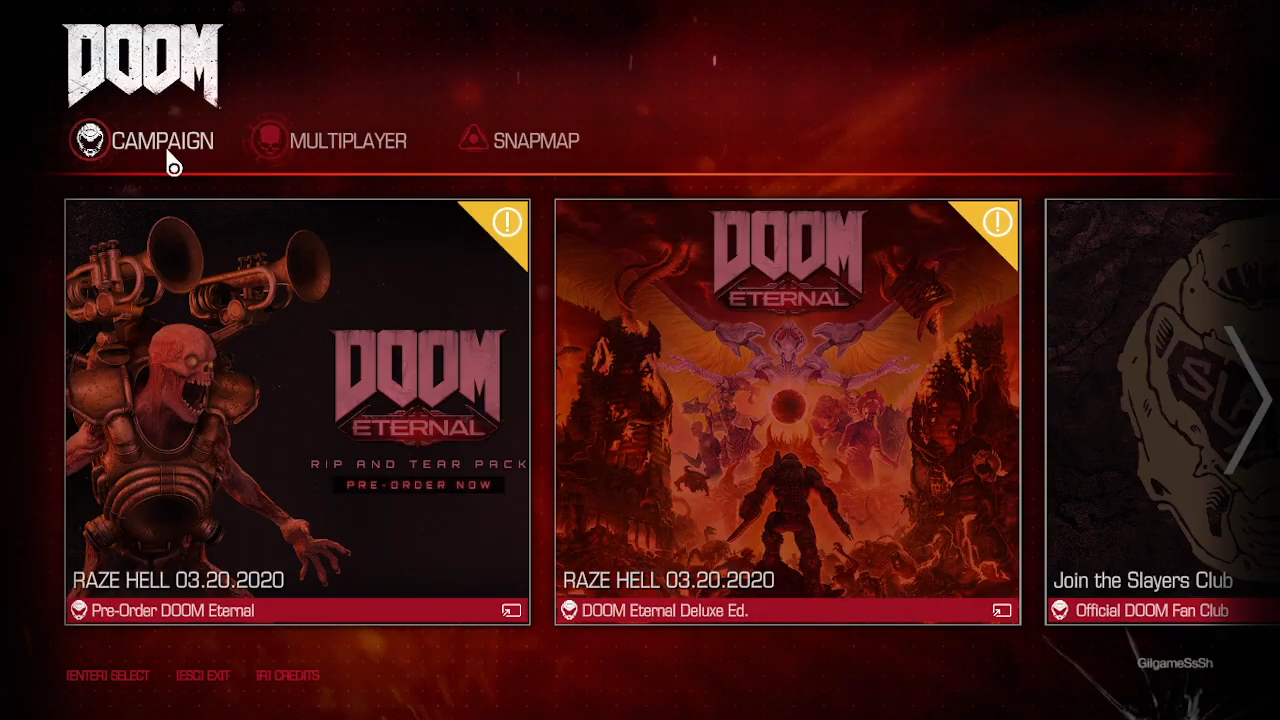 DOOM
CAMPAIGN
MULTIPLAYER
SNAPMAP
DOOM
ETERNAL
RIP AND TEAR PACK
PRE-ORDER NOW
RAZE HELL 03.20.2020
Pre-Order DOOM Eternal
DOOM
ETERNAL
RAZE HELL 03.20.2020
DOOM Eternal Deluxe Ed.
Join the Slayers Club
Official DOOM Fan Club
[ENTER] SELECT
[ESC] EXIT
[R] CREDITS
GilgameSsSh